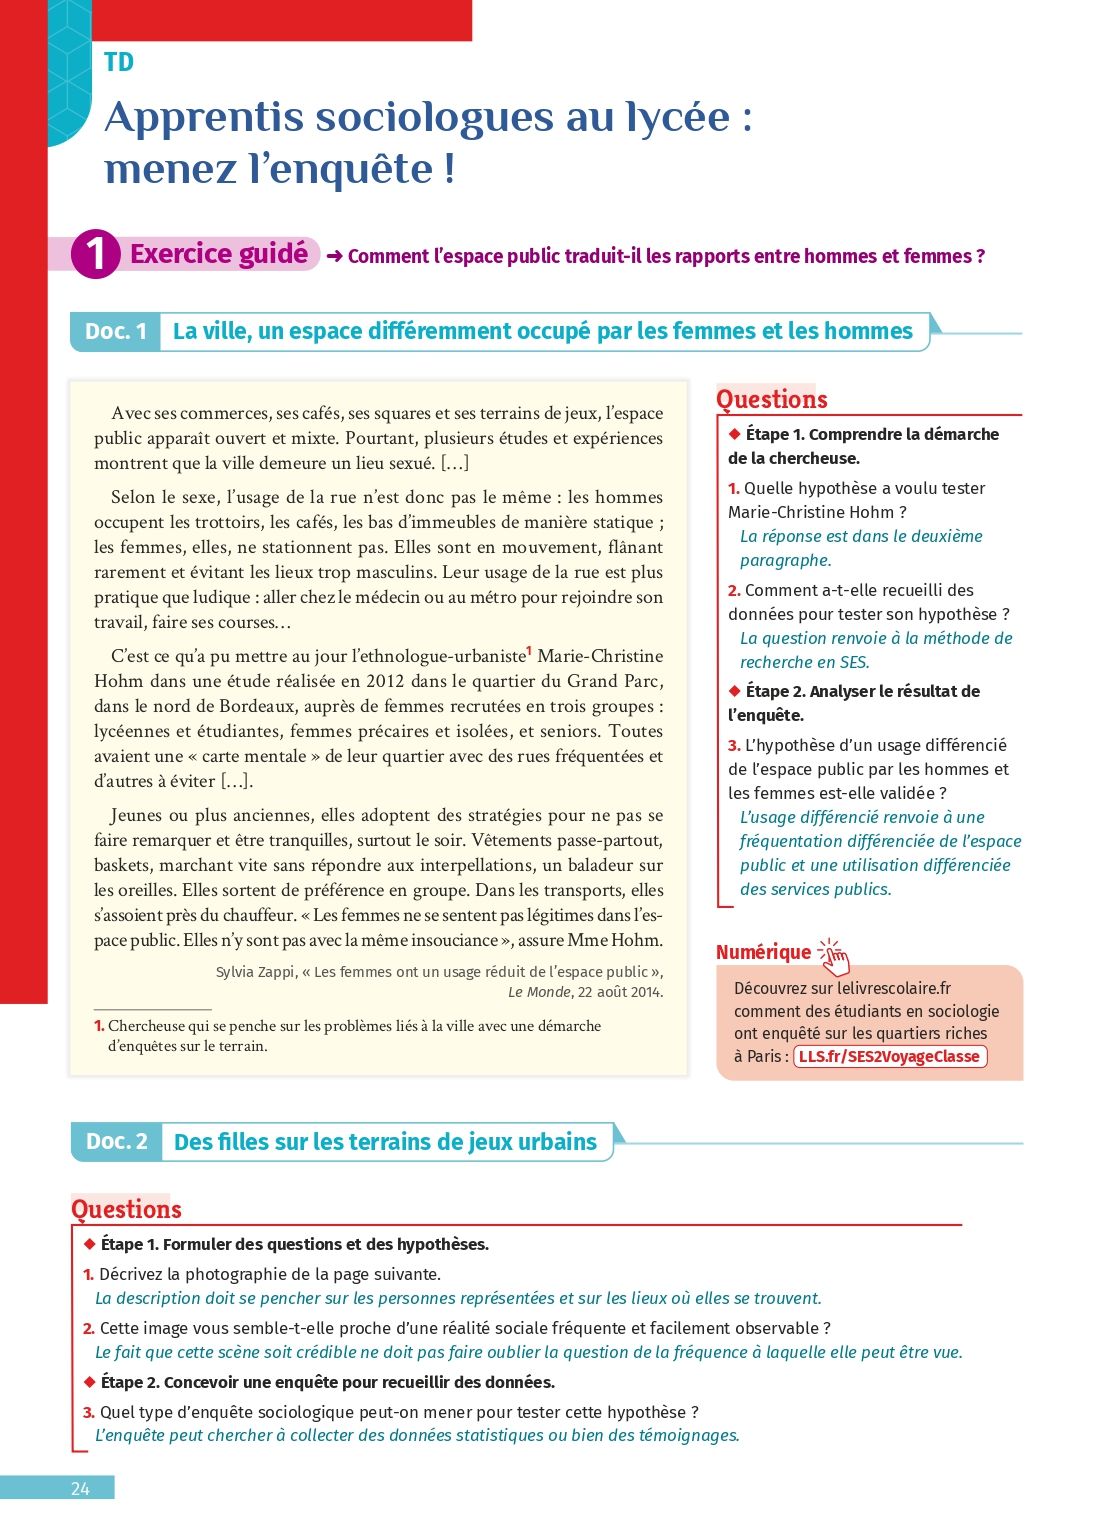 TD
Apprentis sociologues au lycée :
menez l’enquête !
1 Exercice guidé ➜ Comment l’espace public traduit-il les rapports entre hommes et femmes ?
Doc. 1 La ville, un espace différemment occupé par les femmes et les hommes
Avec ses commerces, ses cafés, ses squares et ses terrains de jeux, l’espace
public apparaît ouvert et mixte. Pourtant, plusieurs études et expériences
montrent que la ville demeure un lieu sexué. […]
Selon le sexe, l’usage de la rue n’est donc pas le même : les hommes
occupent les trottoirs, les cafés, les bas d’immeubles de manière statique ;
les femmes, elles, ne stationnent pas. Elles sont en mouvement, flânant
rarement et évitant les lieux trop masculins. Leur usage de la rue est plus
pratique que ludique : aller chez le médecin ou au métro pour rejoindre son
travail, faire ses courses…
C’est ce qu’a pu mettre au jour l’ethnologue-urbaniste1 Marie-Christine
Hohm dans une étude réalisée en 2012 dans le quartier du Grand Parc,
dans le nord de Bordeaux, auprès de femmes recrutées en trois groupes :
lycéennes et étudiantes, femmes précaires et isolées, et seniors. Toutes
avaient une « carte mentale » de leur quartier avec des rues fréquentées et
d’autres à éviter […].
Jeunes ou plus anciennes, elles adoptent des stratégies pour ne pas se
faire remarquer et être tranquilles, surtout le soir. Vêtements passe-partout,
baskets, marchant vite sans répondre aux interpellations, un baladeur sur
les oreilles. Elles sortent de préférence en groupe. Dans les transports, elles
s’assoient près du chauffeur. « Les femmes ne se sentent pas légitimes dans l’es-
pace public. Elles n’y sont pas avec la même insouciance », assure Mme Hohm.
Sylvia Zappi, « Les femmes ont un usage réduit de l’espace public »,
Le Monde, 22 août 2014.
1. Chercheuse qui se penche sur les problèmes liés à la ville avec une démarche
d’enquêtes sur le terrain.
Questions
◆ Étape 1. Comprendre la démarche
de la chercheuse.
1. Quelle hypothèse a voulu tester
Marie-Christine Hohm ?
La réponse est dans le deuxième
paragraphe.
2. Comment a-t-elle recueilli des
données pour tester son hypothèse ?
La question renvoie à la méthode de
recherche en SES.
◆ Étape 2. Analyser le résultat de
l’enquête.
3. L’hypothèse d’un usage différencié
de l’espace public par les hommes et
les femmes est-elle validée ?
L’usage différencié renvoie à une
fréquentation différenciée de l’espace
public et une utilisation différenciée
des services publics.
Numérique
Découvrez sur lelivrescolaire.fr
comment des étudiants en sociologie
ont enquêté sur les quartiers riches
à Paris : LLS.fr/SES2VoyageClasse
Doc. 2 Des filles sur les terrains de jeux urbains
Questions
◆ Étape 1. Formuler des questions et des hypothèses.
1. Décrivez la photographie de la page suivante.
La description doit se pencher sur les personnes représentées et sur les lieux où elles se trouvent.
2. Cette image vous semble-t-elle proche d’une réalité sociale fréquente et facilement observable ?
Le fait que cette scène soit crédible ne doit pas faire oublier la question de la fréquence à laquelle elle peut être vue.
◆ Étape 2. Concevoir une enquête pour recueillir des données.
3. Quel type d’enquête sociologique peut-on mener pour tester cette hypothèse ?
L’enquête peut chercher à collecter des données statistiques ou bien des témoignages.
24